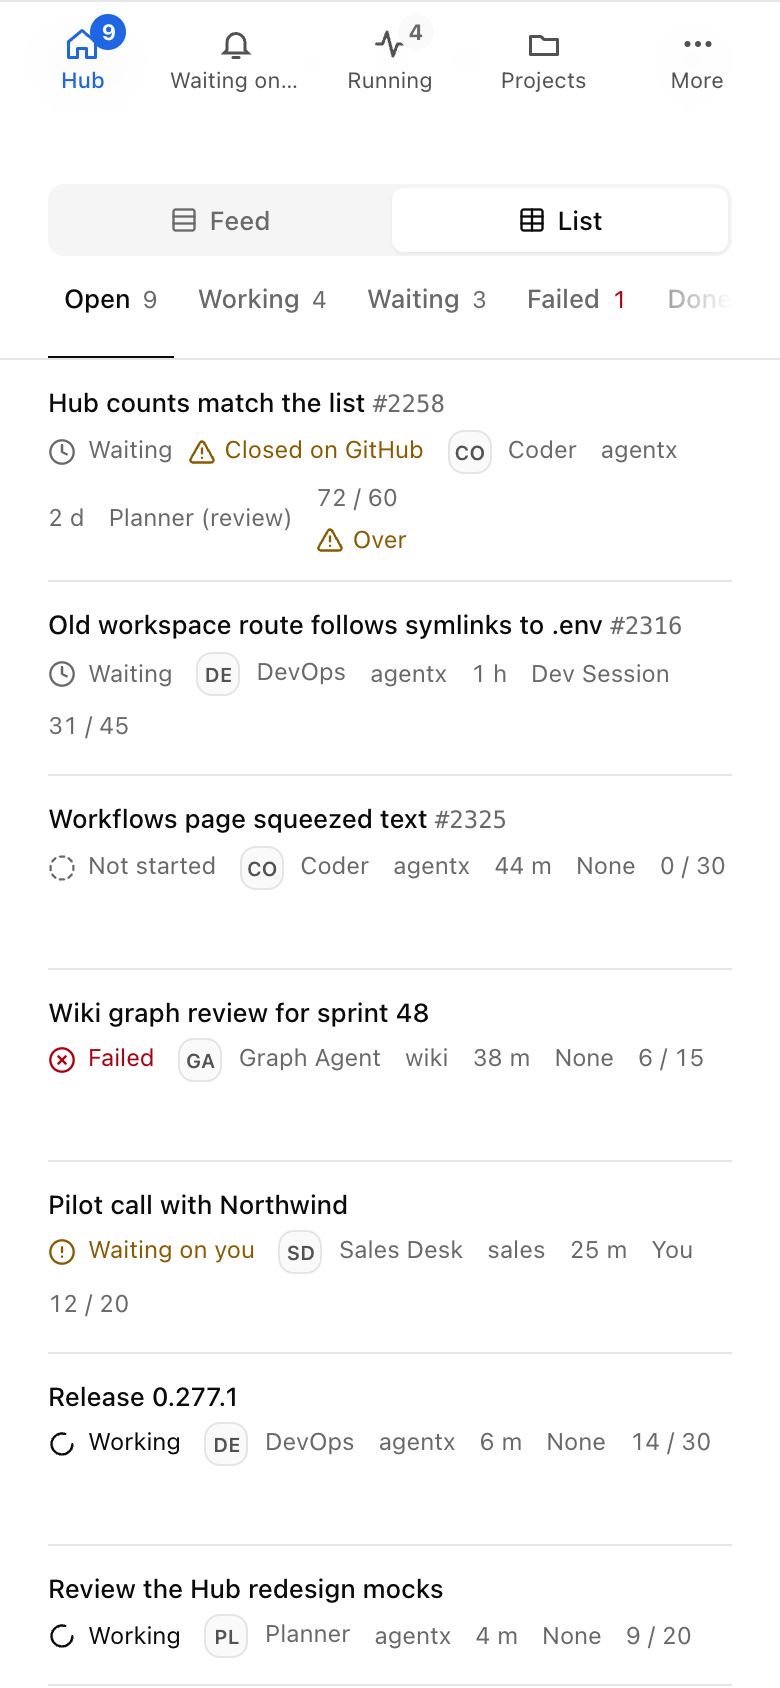 9
4
Hub Waiting on... Running Projects More
Feed List
Open 9 Working 4 Waiting 3 Failed 1 Done
Hub counts match the list #2258
Waiting Closed on GitHub CO Coder agentx
2 d Planner (review) 72 / 60
Over
Old workspace route follows symlinks to .env #2316
Waiting DE DevOps agentx 1 h Dev Session
31 / 45
Workflows page squeezed text #2325
Not started CO Coder agentx 44 m None 0 / 30
Wiki graph review for sprint 48
Failed GA Graph Agent wiki 38 m None 6 / 15
Pilot call with Northwind
Waiting on you SD Sales Desk sales 25 m You
12 / 20
Release 0.277.1
Working DE DevOps agentx 6 m None 14 / 30
Review the Hub redesign mocks
Working PL Planner agentx 4 m None 9 / 20